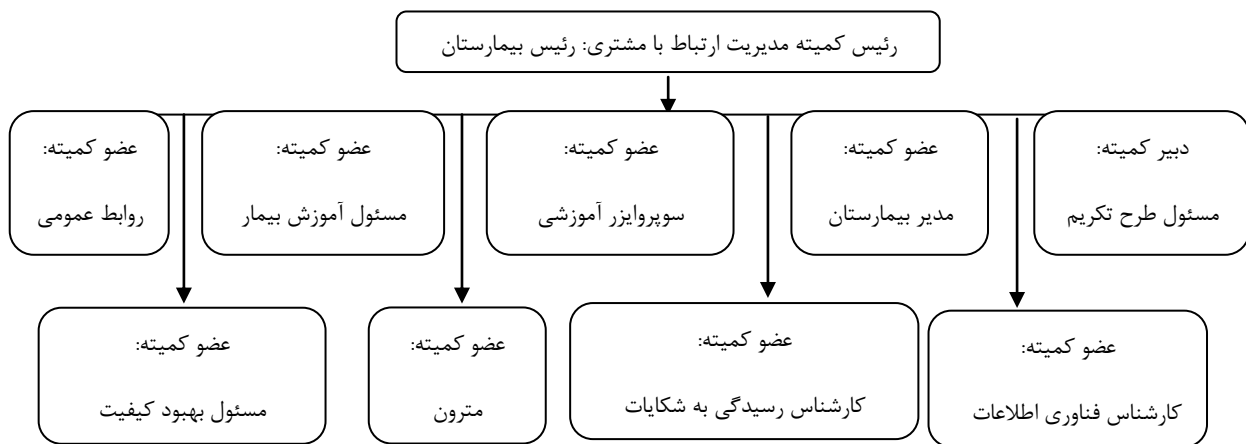 رئیس کمیته مدیریت ارتباط با مشتری: رئیس بیمارستان
دبیر کمیته:
مسئول طرح تکریم
عضو کمیته:
مدیر بیمارستان
عضو کمیته:
سوپروایزر آموزشی
عضو کمیته:
مسئول آموزش بیمار
عضو کمیته:
روابط عمومی
عضو کمیته:
کارشناس فناوری اطلاعات
عضو کمیته:
کارشناس رسیدگی به شکایات
عضو کمیته:
مترون
عضو کمیته:
مسئول بهبود کیفیت